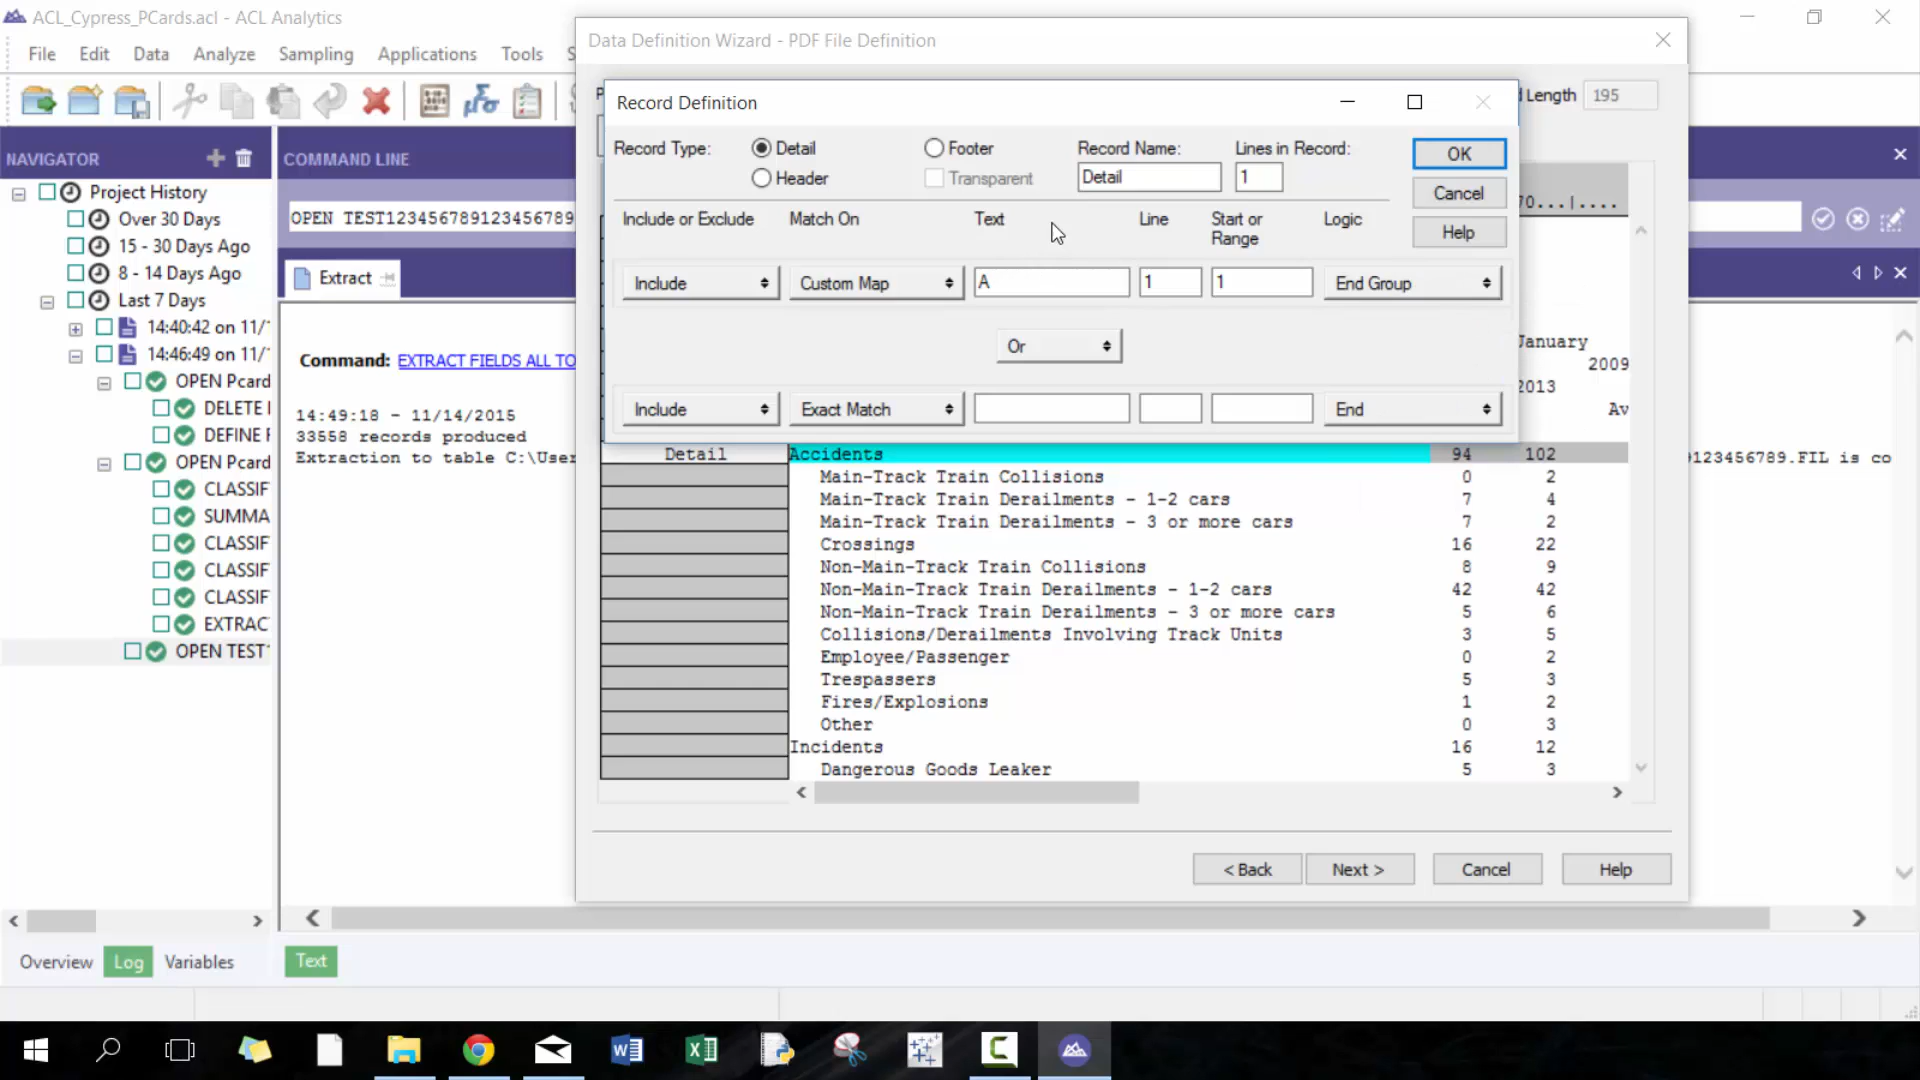 ACL_Cypress_PCards.acl - ACL Analytics
File Edit Data Analyze Sampling Applications Tools S
NAVIGATOR
Project History
Over 30 Days
15 - 30 Days Ago
8 - 14 Days Ago
Last 7 Days
14:40:42 on 11/
14:46:49 on 11/
OPEN Pcard
DELETE
DEFINE F
OPEN Pcard
CLASSIF
SUMMA
CLASSIF
CLASSIF
CLASSIF
EXTRAC
OPEN TEST
Overview Log Variables
COMMAND LINE
OPEN TEST123456789123456789
Extract
Command: EXTRACT FIELDS ALL TO
14:49:18 - 11/14/2015
33558 records produced
Extraction to table C:\User
9123456789.FIL is co
Text
Data Definition Wizard - PDF File Definition
d Length 195
Record Definition
Record Type: Detail Footer Record Name: Lines in Record: OK
Header Transparent Detail 1
Cancel
Include or Exclude Match On Text Line Start or Range Logic
Help
Include Custom Map A 1 1 End Group
Or
Include Exact Match End
70...|....
January
2009
2013
Av
Detail Accidents 94 102
Main-Track Train Collisions 0 2
Main-Track Train Derailments - 1-2 cars 7 4
Main-Track Train Derailments - 3 or more cars 7 2
Crossings 16 22
Non-Main-Track Train Collisions 8 9
Non-Main-Track Train Derailments - 1-2 cars 42 42
Non-Main-Track Train Derailments - 3 or more cars 5 6
Collisions/Derailments Involving Track Units 3 5
Employee/Passenger 0 2
Trespassers 5 3
Fires/Explosions 1 2
Other 0 3
Incidents 16 12
Dangerous Goods Leaker 5 3
< Back Next > Cancel Help